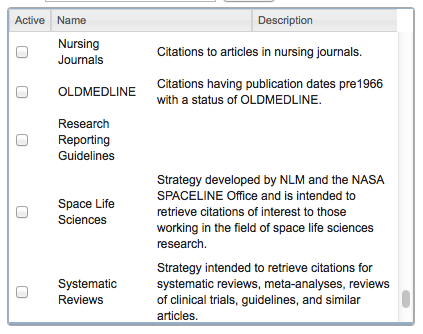 Active Name Description
Nursing
Journals
Citations to articles in nursing journals.
OLDMEDLINE
Citations having publication dates pre1966
with a status of OLDMEDLINE.
Research
Reporting
Guidelines
Space Life
Sciences
Strategy developed by NLM and the NASA
SPACELINE Office and is intended to
retrieve citations of interest to those
working in the field of space life sciences
research.
Systematic
Reviews
Strategy intended to retrieve citations for
systematic reviews, meta-analyses, reviews
of clinical trials, guidelines, and similar
articles.